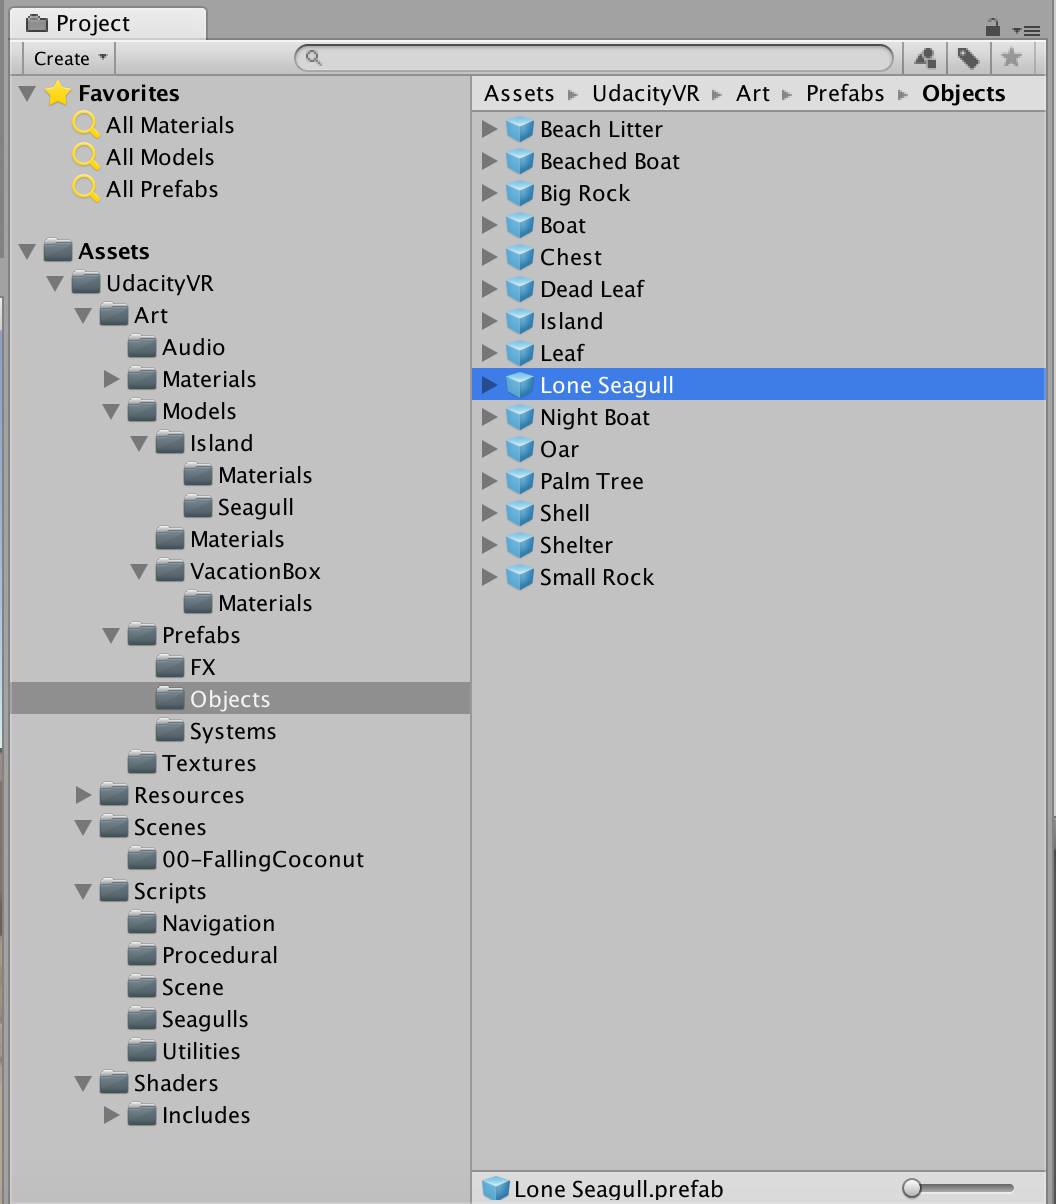 Project
Create
Favorites
All Materials
All Models
All Prefabs
Assets
UdacityVR
Art
Audio
Materials
Models
Island
Materials
Seagull
Materials
VacationBox
Materials
Prefabs
FX
Objects
Systems
Textures
Resources
Scenes
00-FallingCoconut
Scripts
Navigation
Procedural
Scene
Seagulls
Utilities
Shaders
Includes
Assets UdacityVR Art Prefabs Objects
Beach Litter
Beached Boat
Big Rock
Boat
Chest
Dead Leaf
Island
Leaf
Lone Seagull
Night Boat
Oar
Palm Tree
Shell
Shelter
Small Rock
Lone Seagull.prefab